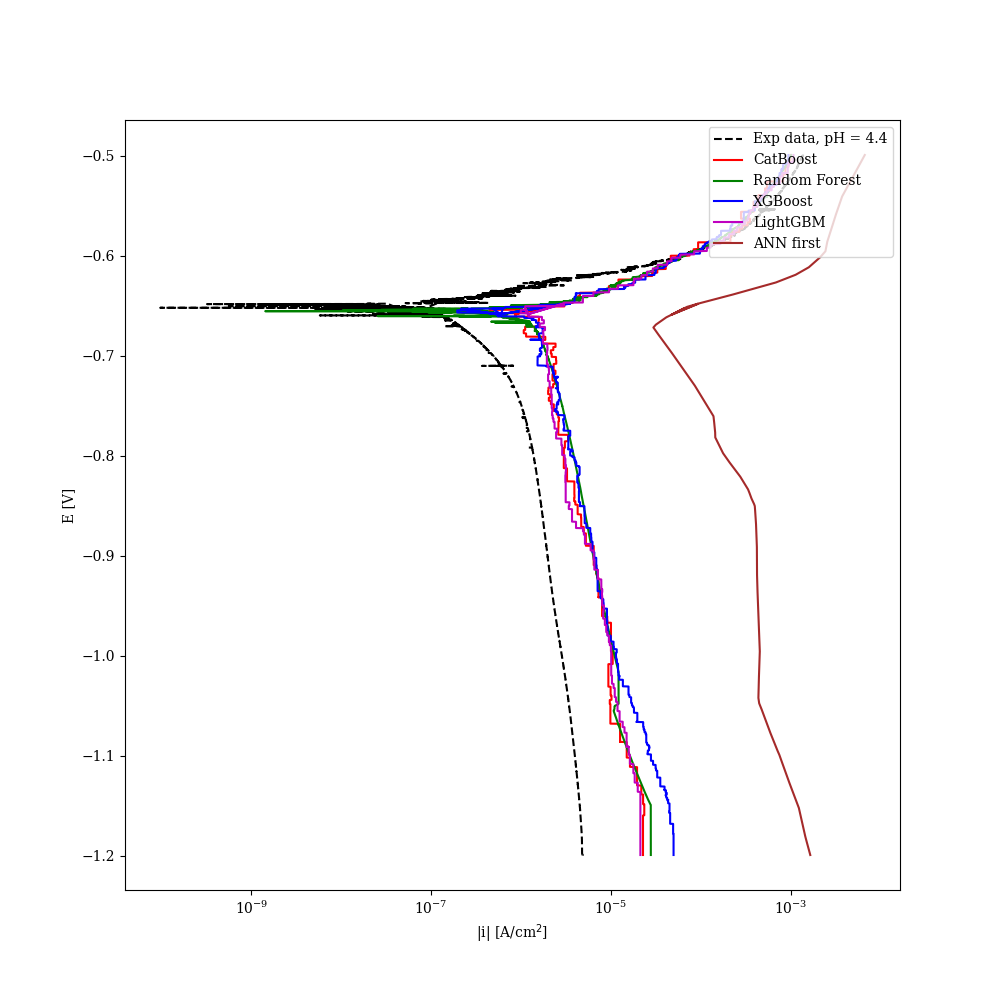 Exp data, pH = 4.4
CatBoost
Random Forest
XGBoost
LightGBM
ANN first
−0.5
−0.6
−0.7
−0.8
−0.9
−1.0
−1.1
−1.2
E [V]
10⁻⁹
10⁻⁷
10⁻⁵
10⁻³
|i| [A/cm²]